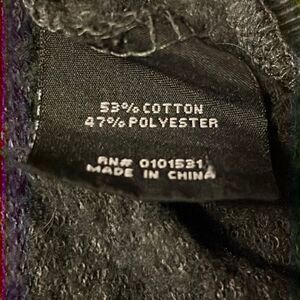 53% COTTON
47% POLYESTER
RN# 0101531
MADE IN CHINA